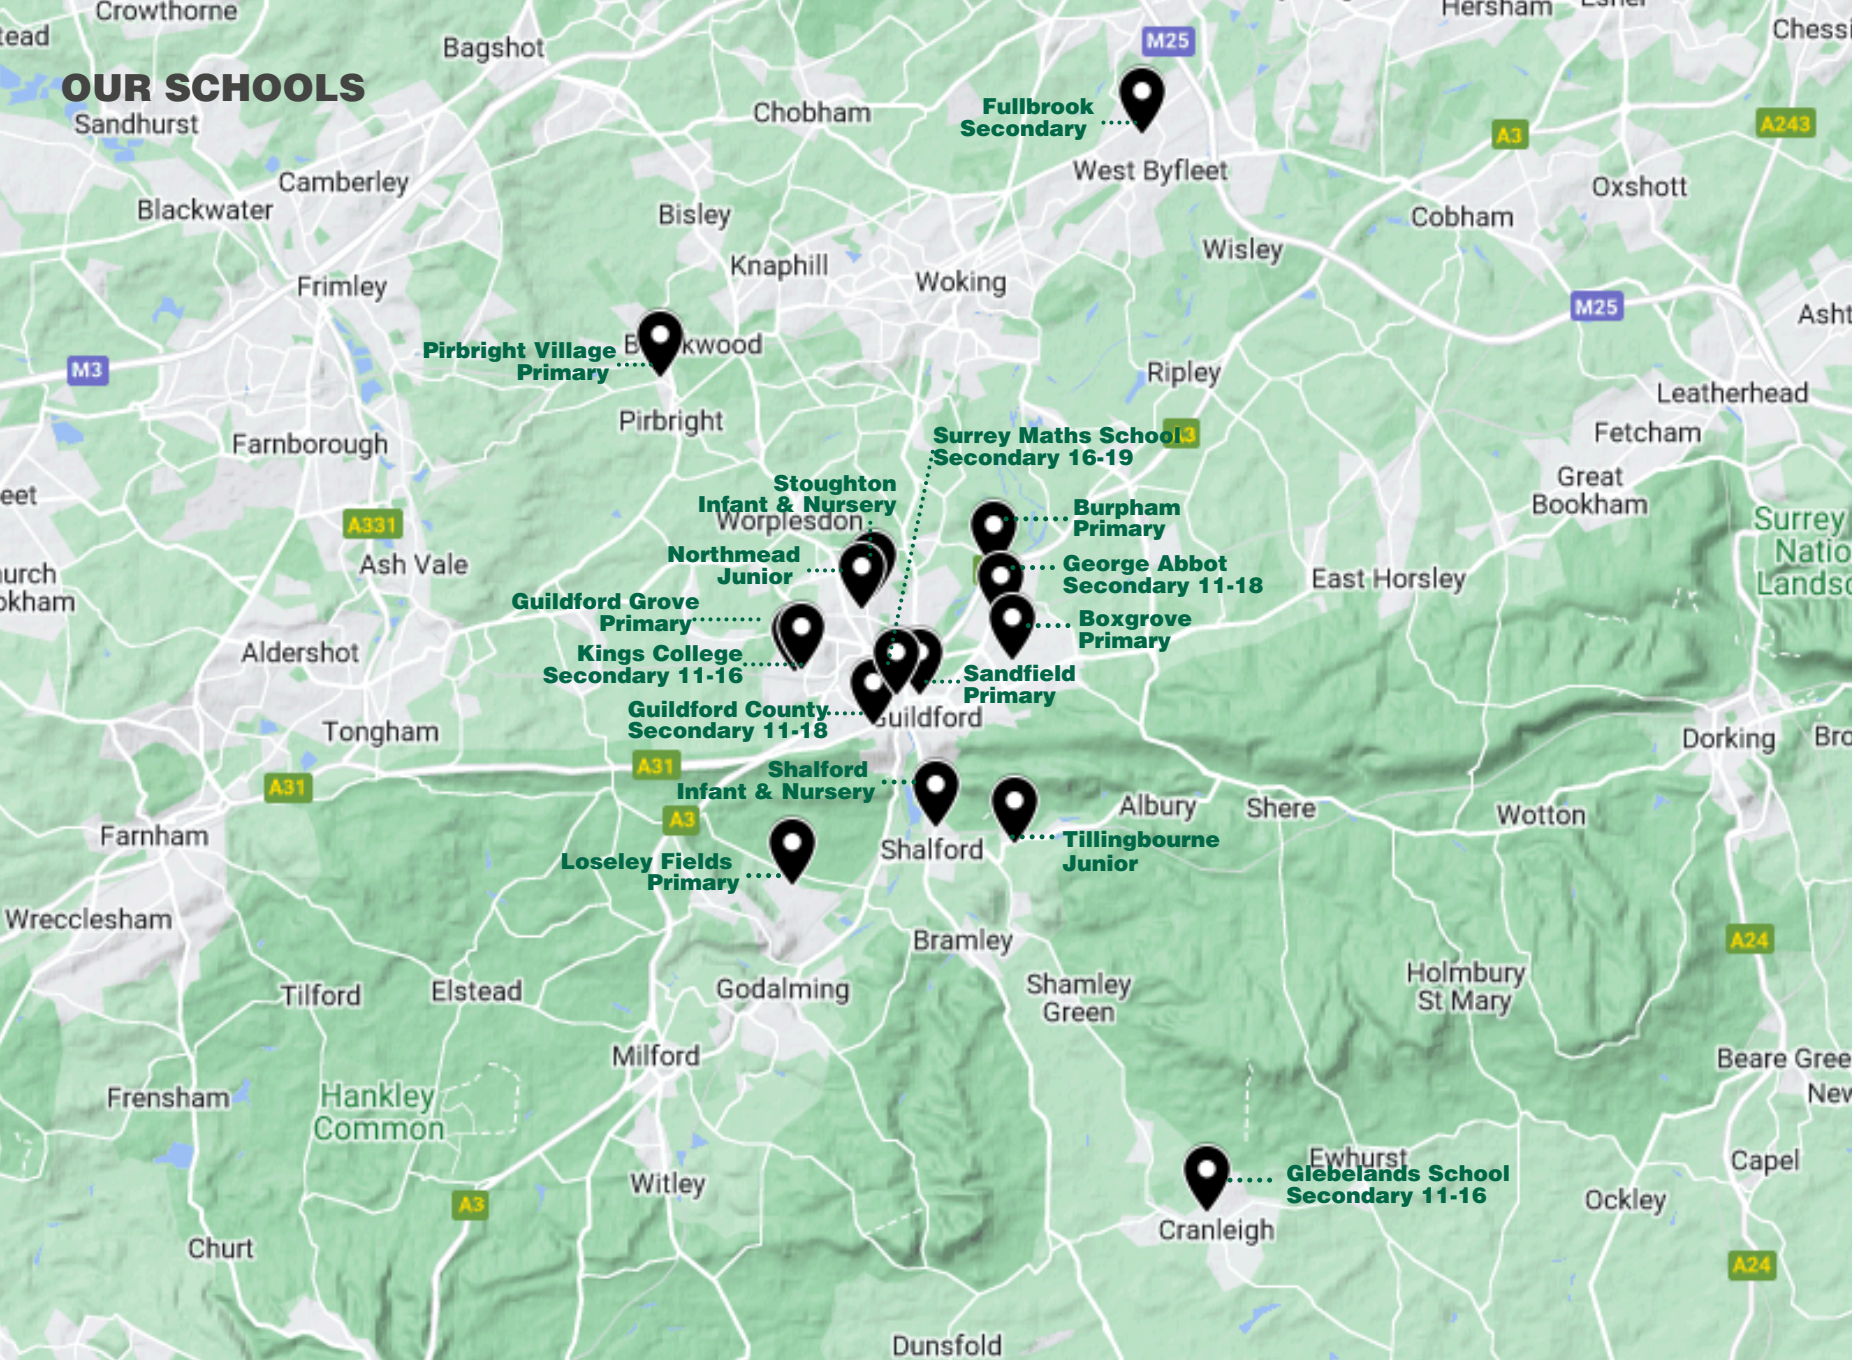 Crowthorne
Hersham
Bagshot
M25
OUR SCHOOLS
Sandhurst
Chobham
Fullbrook
Secondary
A3
A243
West Byfleet
Camberley
Oxshott
Blackwater
Bisley
Cobham
Wisley
Knaphill
Woking
Frimley
M25
Pirbright Village
Primary
M3
Ripley
Leatherhead
Pirbright
Fetcham
Farnborough
Surrey Maths School
Secondary 16-19
Great
Bookham
Stoughton
Infant & Nursery
Worplesdon
Burpham
Primary
A331
Surrey
Ash Vale
Northmead
Junior
George Abbot
Secondary 11-18
East Horsley
Guildford Grove
Primary
Boxgrove
Primary
Aldershot
Kings College
Secondary 11-16
Sandfield
Primary
Guildford County
Secondary 11-18
Guildford
Tongham
Dorking
A31
A31
Shalford
Infant & Nursery
Albury
Shere
Wotton
A3
Farnham
Shalford
Tillingbourne
Junior
Loseley Fields
Primary
Wrecclesham
Bramley
A24
Tilford
Elstead
Godalming
Shamley
Green
Holmbury
St Mary
Milford
Beare Gree
Frensham
Hankley
Common
Witley
Ewhurst
Glebelands School
Secondary 11-16
Capel
A3
Ockley
Cranleigh
Churt
A24
Dunsfold